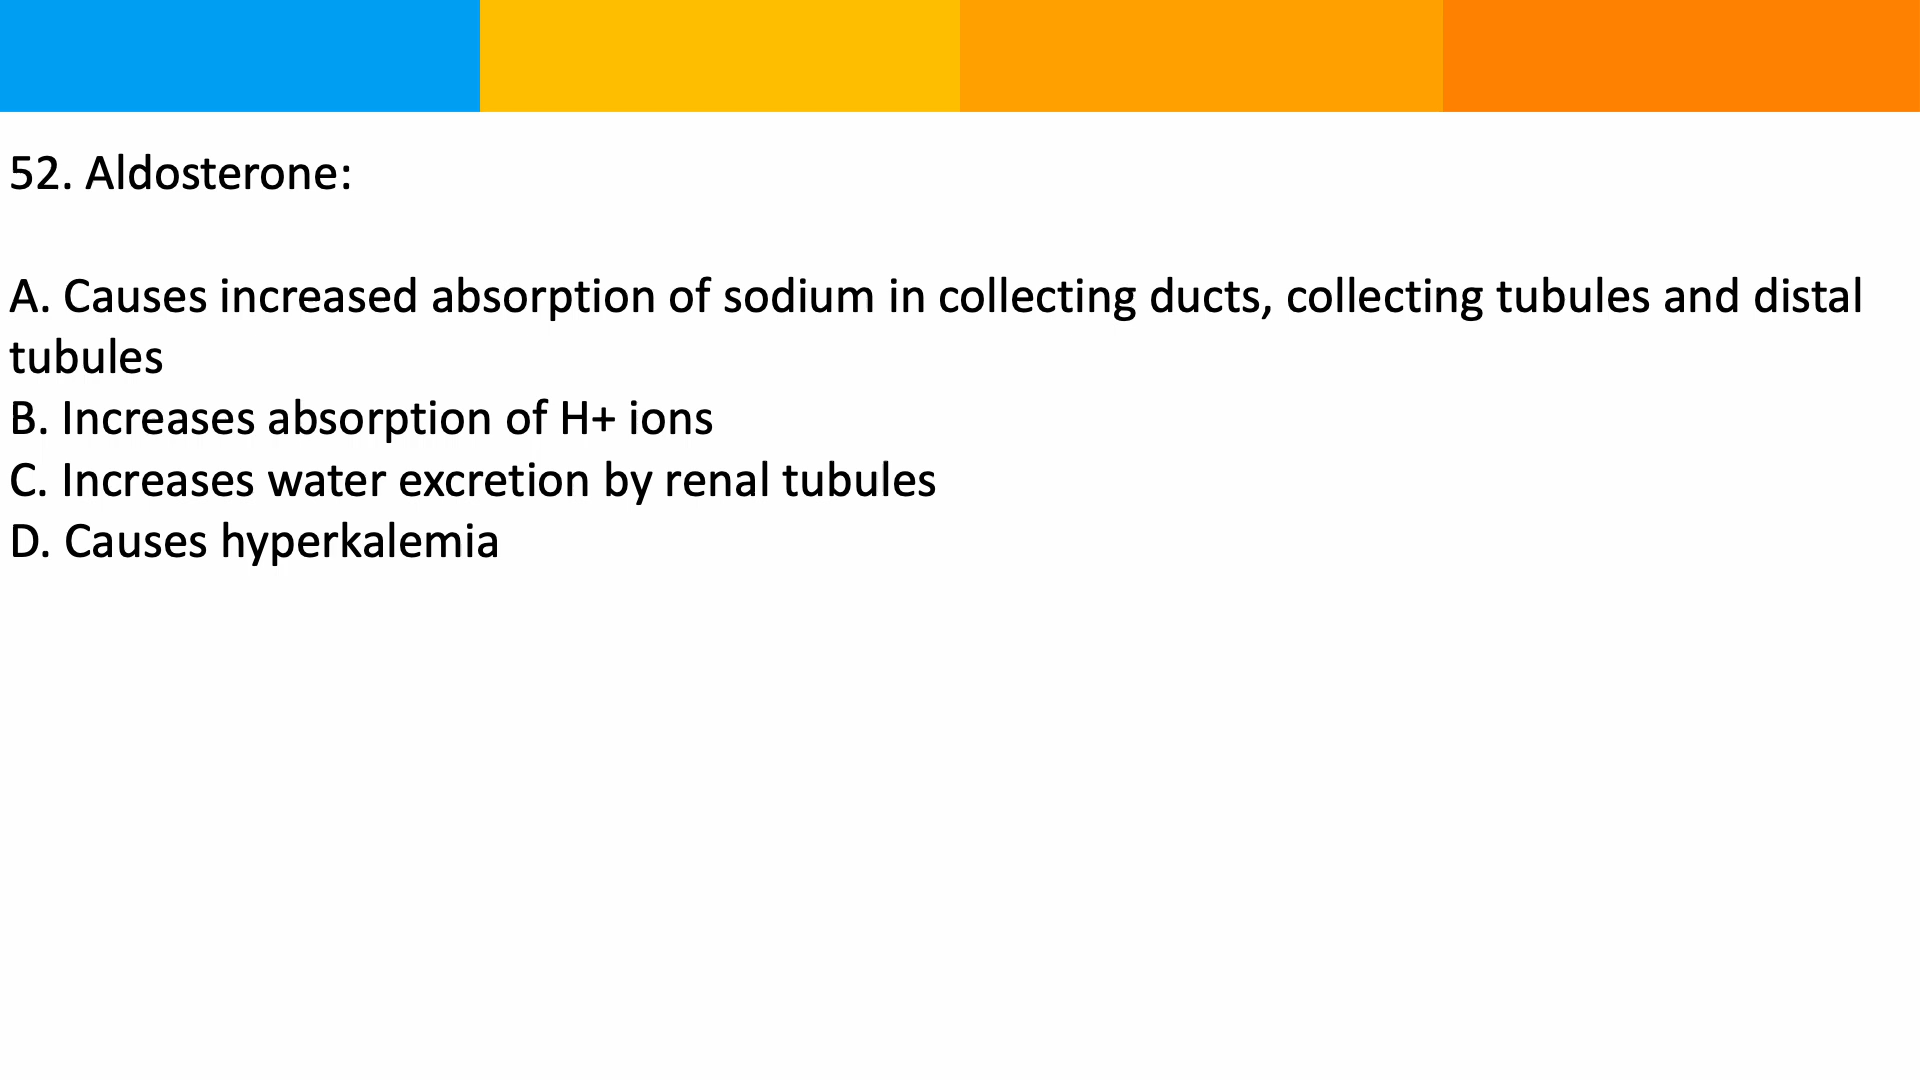 52. Aldosterone:
A. Causes increased absorption of sodium in collecting ducts, collecting tubules and distal
tubules
B. Increases absorption of H+ ions
C. Increases water excretion by renal tubules
D. Causes hyperkalemia